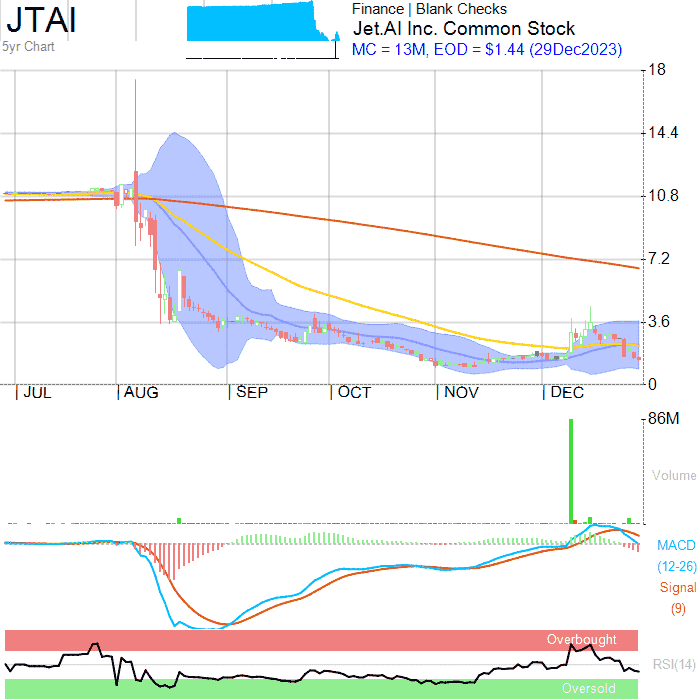 JTAI
5yr Chart
Finance | Blank Checks
Jet.AI Inc. Common Stock
MC = 13M, EOD = $1.44 (29Dec2023)
18
14.4
10.8
7.2
3.6
0
JUL
AUG
SEP
OCT
NOV
DEC
86M
Volume
MACD
(12-26)
Signal
(9)
Overbought
RSI(14)
Oversold